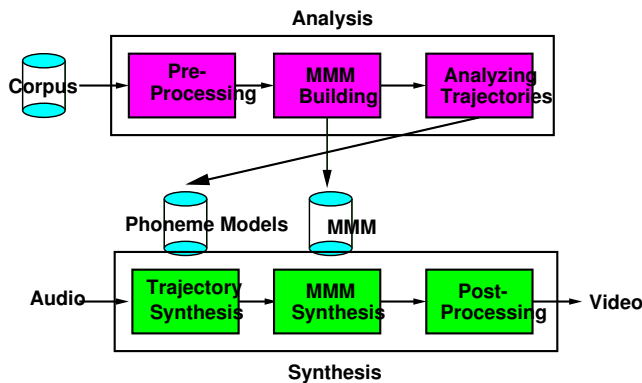 Analysis
Corpus
Pre-
Processing
MMM
Building
Analyzing
Trajectories
Phoneme Models
MMM
Audio
Trajectory
Synthesis
MMM
Synthesis
Post-
Processing
Video
Synthesis